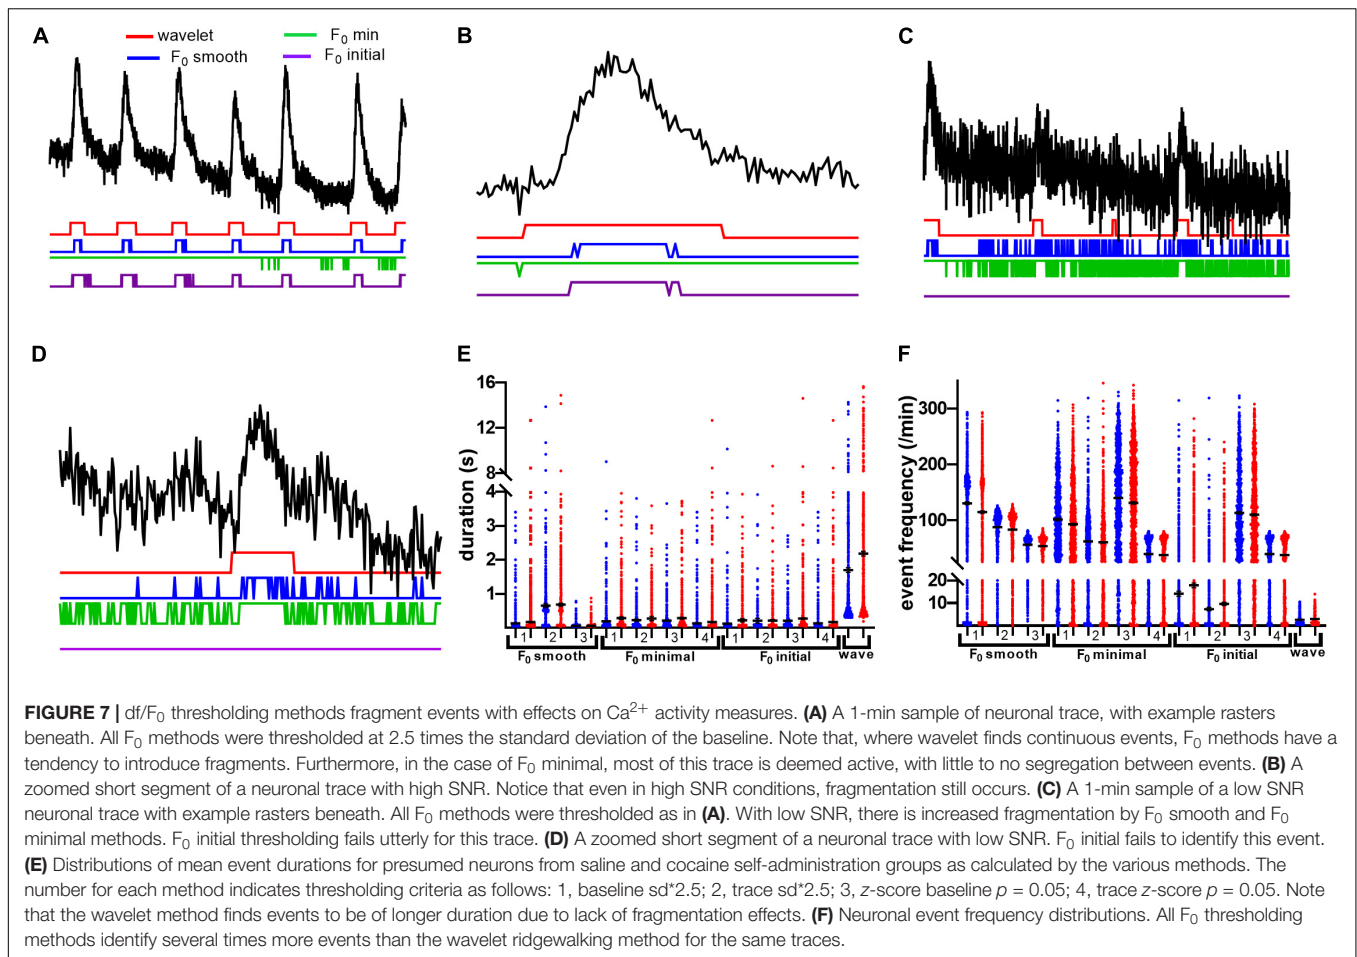 A
wavelet
F0 smooth
F0 min
F0 initial
B
C
D
E
16
12
8
4
3
2
1
duration (s)
1 2 3 1 2 3 4 1 2 3 4
F0 smooth F0 minimal F0 initial wave
F
300
200
100
20
10
event frequency (/min)
1 2 3 1 2 3 4 1 2 3 4
F0 smooth F0 minimal F0 initial wave
FIGURE 7 | df/F0 thresholding methods fragment events with effects on Ca2+ activity measures. (A) A 1-min sample of neuronal trace, with example rasters
beneath. All F0 methods were thresholded at 2.5 times the standard deviation of the baseline. Note that, where wavelet finds continuous events, F0 methods have a
tendency to introduce fragments. Furthermore, in the case of F0 minimal, most of this trace is deemed active, with little to no segregation between events. (B) A
zoomed short segment of a neuronal trace with high SNR. Notice that even in high SNR conditions, fragmentation still occurs. (C) A 1-min sample of a low SNR
neuronal trace with example rasters beneath. All F0 methods were thresholded as in (A). With low SNR, there is increased fragmentation by F0 smooth and F0
minimal methods. F0 initial thresholding fails utterly for this trace. (D) A zoomed short segment of a neuronal trace with low SNR. F0 initial fails to identify this event.
(E) Distributions of mean event durations for presumed neurons from saline and cocaine self-administration groups as calculated by the various methods. The
number for each method indicates thresholding criteria as follows: 1, baseline sd*2.5; 2, trace sd*2.5; 3, z-score baseline p = 0.05; 4, trace z-score p = 0.05. Note
that the wavelet method finds events to be of longer duration due to lack of fragmentation effects. (F) Neuronal event frequency distributions. All F0 thresholding
methods identify several times more events than the wavelet ridgewalking method for the same traces.